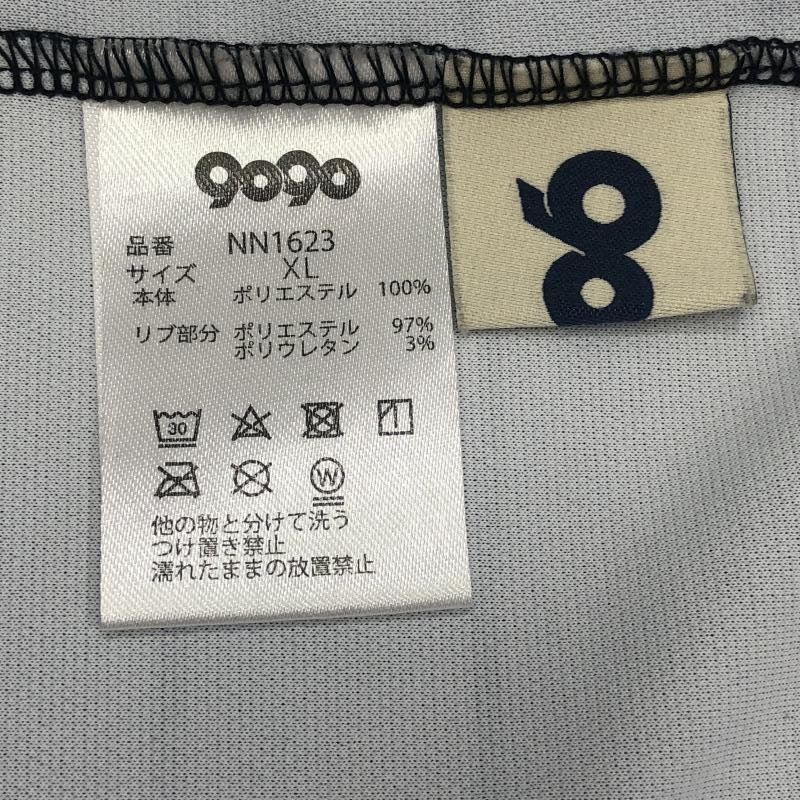 9090
品番 NN1623
サイズ XL
本体 ポリエステル 100%
リブ部分 ポリエステル 97%
ポリウレタン 3%
30
W
他の物と分けて洗う
つけ置き禁止
濡れたままの放置禁止
90